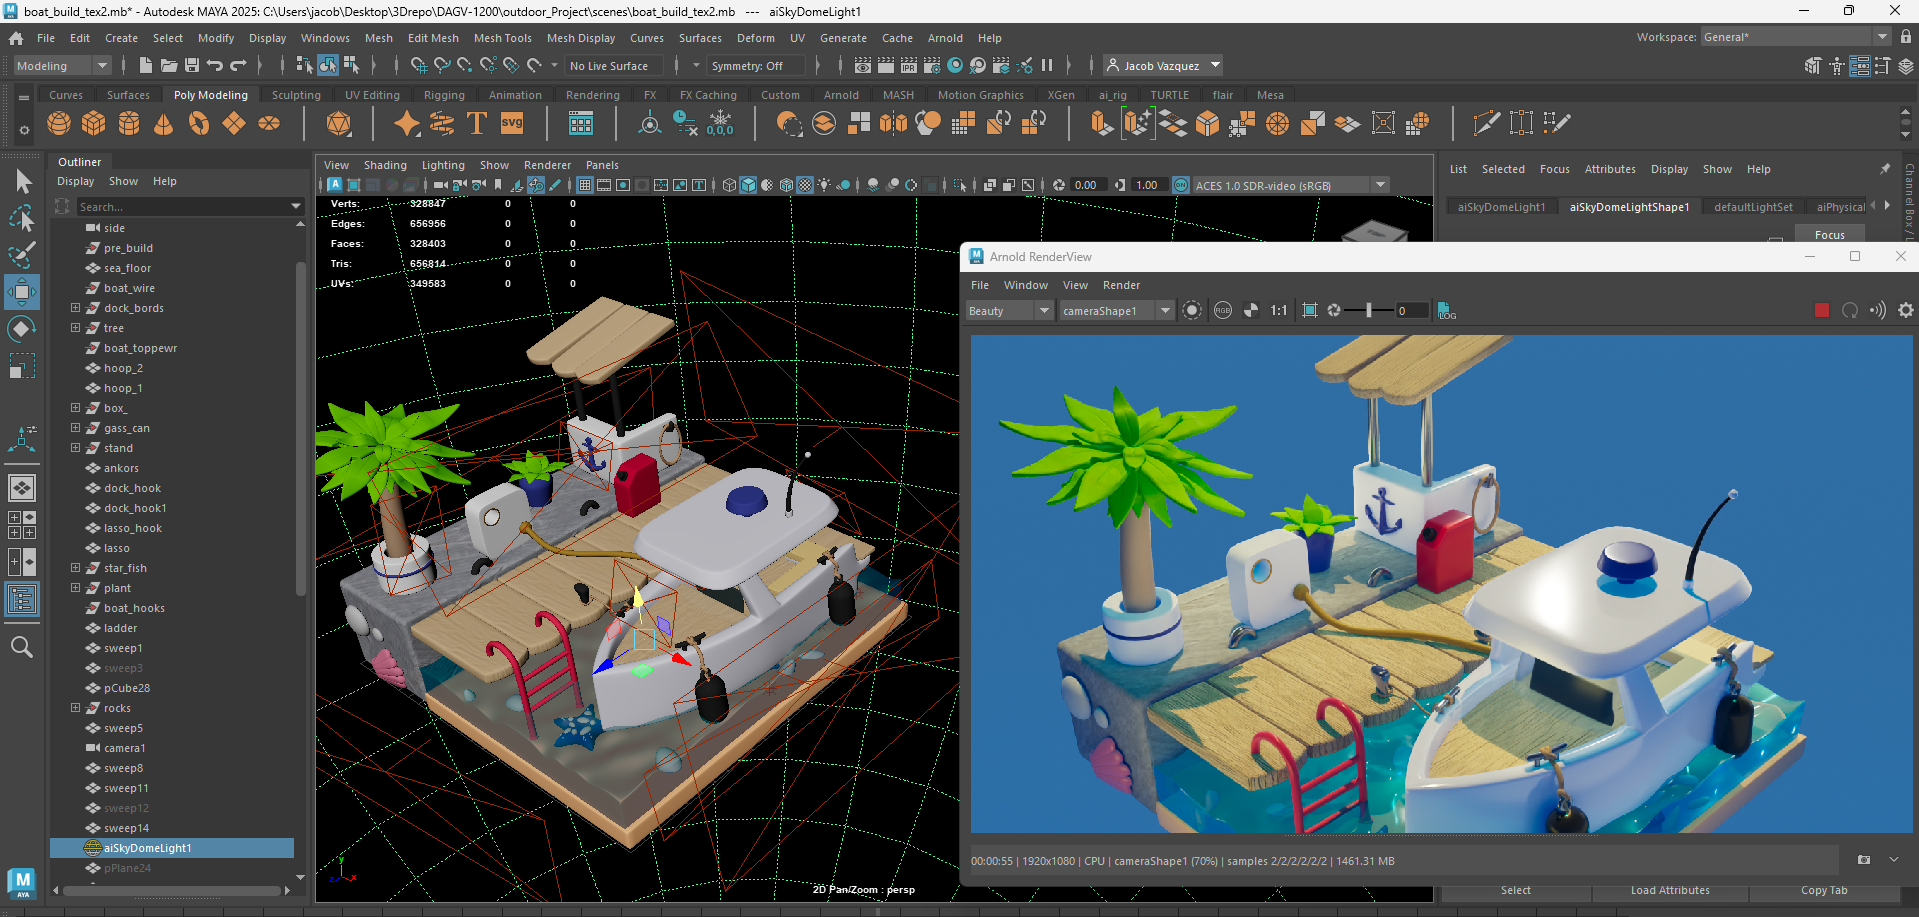 boat_build_tex2.mb* - Autodesk MAYA 2025: C:\Users\jacob\Desktop\3Drepo\DAGV-1200\outdoor_Project\scenes\boat_build_tex2.mb   ---   aiSkyDomeLight1
File Edit Create Select Modify Display Windows Mesh Edit Mesh Mesh Tools Mesh Display Curves Surfaces Deform UV Generate Cache Arnold Help
Workspace: General*
Modeling
No Live Surface
Symmetry: Off
Jacob Vazquez
Curves Surfaces Poly Modeling Sculpting UV Editing Rigging Animation Rendering FX FX Caching Custom Arnold MASH Motion Graphics XGen ai_rig TURTLE flair Mesa
SVG
0,0,0
Outliner
Display Show Help
Search...
side
pre_build
sea_floor
boat_wire
dock_bords
tree
boat_toppewr
hoop_2
hoop_1
box_
gass_can
stand
ankors
dock_hook
dock_hook1
lasso_hook
lasso
star_fish
plant
boat_hooks
ladder
sweep1
sweep3
pCube28
rocks
sweep5
camera1
sweep8
sweep11
sweep12
sweep14
aiSkyDomeLight1
pPlane24
AYA
View Shading Lighting Show Renderer Panels
0.00
1.00
ACES 1.0 SDR-video (sRGB)
Verts: 328847 0 0
Edges: 656956 0 0
Faces: 328403 0 0
Tris: 656814 0 0
UVs: 349583 0 0
2D Pan/Zoom : persp
List Selected Focus Attributes Display Show Help
aiSkyDomeLight1 aiSkyDomeLightShape1 defaultLightSet aiPhysical
Focus
Channel Box / L
Arnold RenderView
File Window View Render
Beauty
cameraShape1
RGB
1:1
0
LOG
00:00:55 | 1920x1080 | CPU | cameraShape1 (70%) | samples 2/2/2/2/2/2 | 1461.31 MB
Select Load Attributes Copy Tab